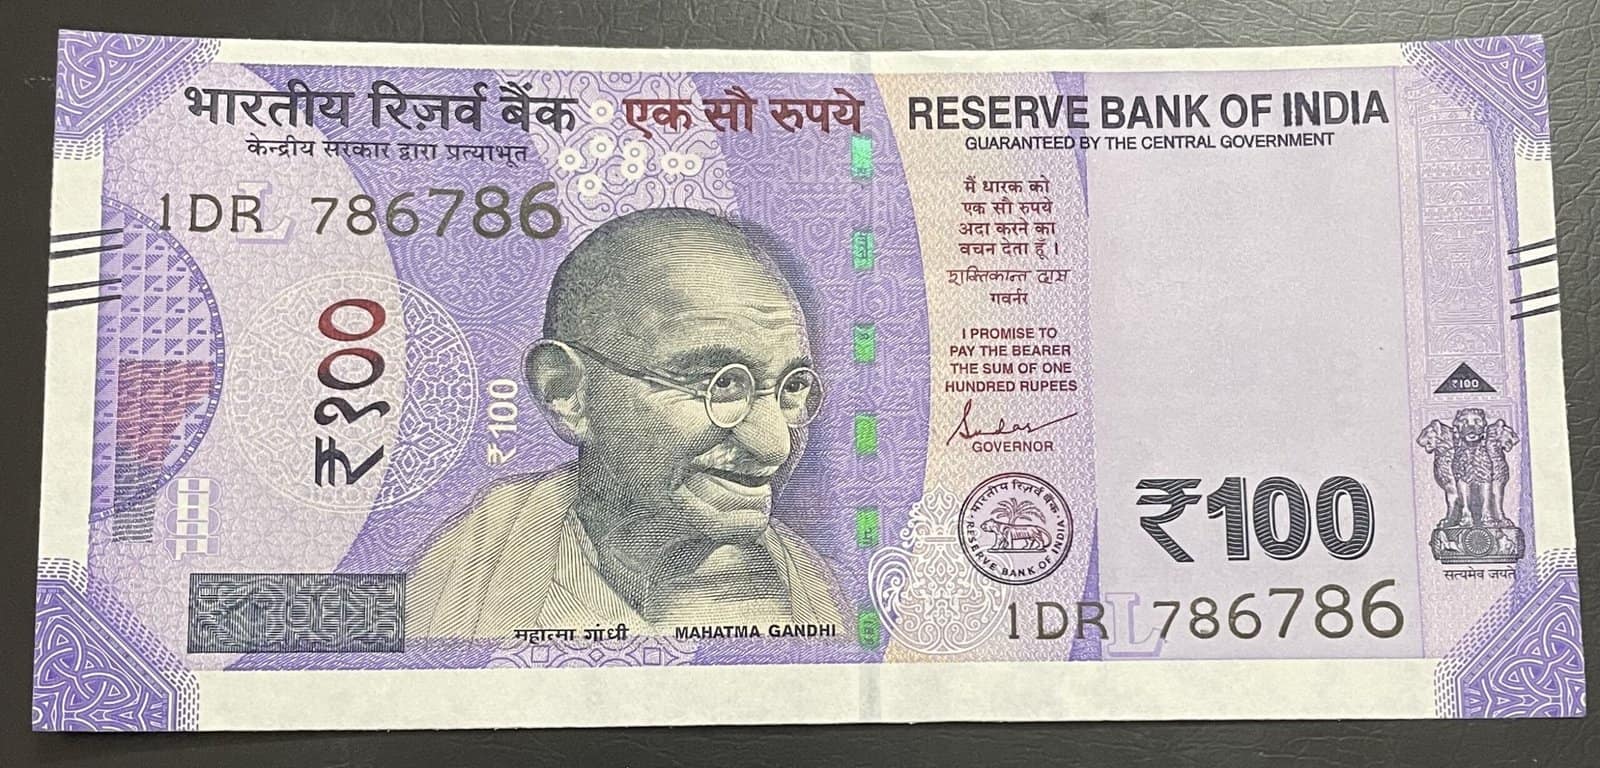 भारतीय रिज़र्व बैंक एक सौ रुपये RESERVE BANK OF INDIA
केन्द्रीय सरकार द्वारा प्रत्याभूत
GUARANTEED BY THE CENTRAL GOVERNMENT
1DR 786786
L
₹१००
₹100
मैं धारक को
एक सौ रुपये
अदा करने का
वचन देता हूँ ।
शक्तिकान्त दास
गवर्नर
I PROMISE TO
PAY THE BEARER
THE SUM OF ONE
HUNDRED RUPEES
GOVERNOR
भारतीय रिज़र्व बैंक
RESERVE BANK OF INDIA
₹100
₹100
सत्यमेव जयते
1DR 786786
L
महात्मा गांधी MAHATMA GANDHI